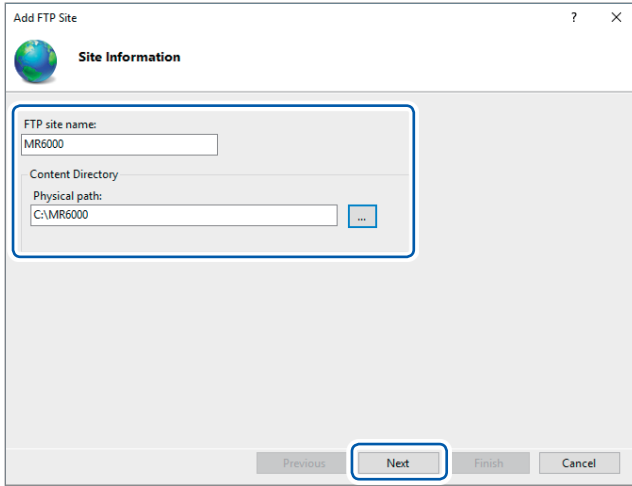 Add FTP Site
?
Site Information
FTP site name:
MR6000
Content Directory
Physical path:
C:\MR6000
...
Previous Next Finish Cancel